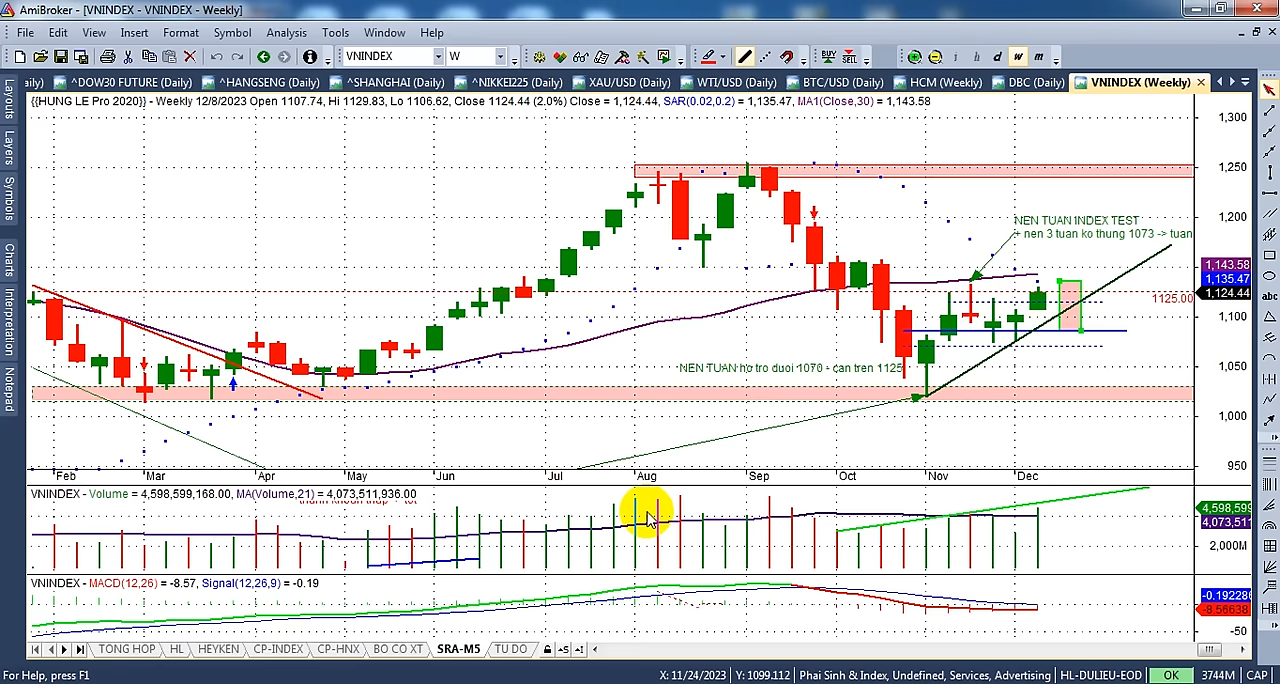 AmiBroker - [VNINDEX - VNINDEX - Weekly]
File Edit View Insert Format Symbol Analysis Tools Window Help
VNINDEX W BUY SELL i h d w m
ily) ^DOW30 FUTURE (Daily) ^HANGSENG (Daily) ^SHANGHAI (Daily) ^NIKKEI225 (Daily) XAU/USD (Daily) WTI/USD (Daily) BTC/USD (Daily) HCM (Weekly) DBC (Daily) VNINDEX (Weekly)
{{HUNG LE Pro 2020}} - Weekly 12/8/2023 Open 1107.74, Hi 1129.83, Lo 1106.62, Close 1124.44 (2.0%) Close = 1,124.44, SAR(0.02,0.2) = 1,135.47, MA1(Close,30) = 1,143.58
Layouts
Layers
Symbols
Charts
Interpretation
Notepad
1,300
1,250
1,200
NEN TUAN INDEX TEST
+ nen 3 tuan ko thung 1073 -> tuan
1,143.58
1,135.47
1,124.44
1125.00
1,100
1,050
NEN TUAN ho tro duoi 1070 - can tren 1125
1,000
950
Feb Mar Apr May Jun Jul Aug Sep Oct Nov Dec
VNINDEX - Volume = 4,598,599,168.00, MA(Volume,21) = 4,073,511,936.00
4,598,599
4,073,511
2,000M
VNINDEX - MACD(12,26) = -8.57, Signal(12,26,9) = -0.19
-0.192286
-8.56638
-50
abc
TONG HOP HL HEYKEN CP-INDEX CP-HNX BO CO XT SRA-M5 TU DO
For Help, press F1 X: 11/24/2023 Y: 1099.112 Phai Sinh & Index, Undefined, Services, Advertising HL-DULIEU-EOD OK 3744M CAP